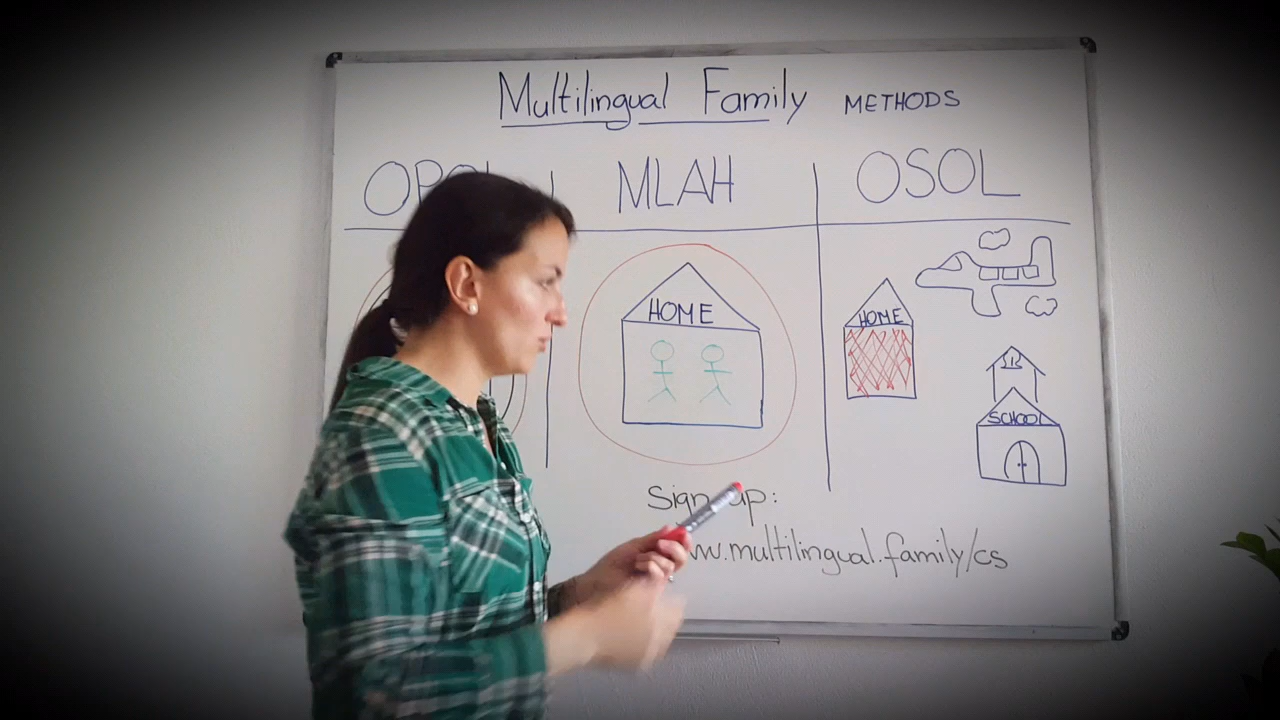 Multilingual Family METHODS
MLAH OSOL
HOME
HOME
SCHOOL
Sign up:
.multilingual.family/cs